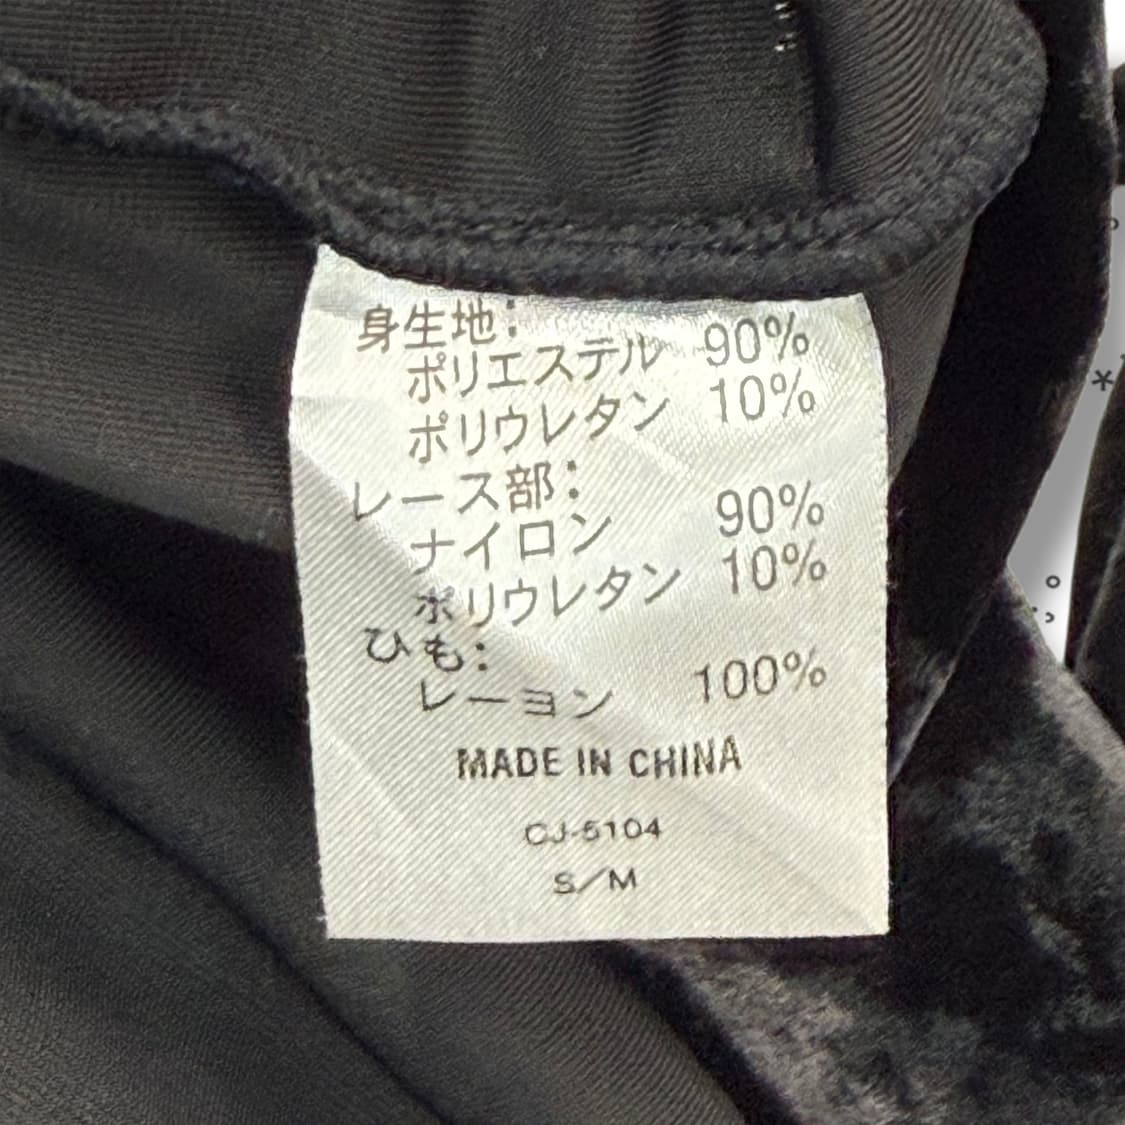 身生地:
ポリエステル 90%
ポリウレタン 10%
レース部:
ナイロン 90%
ポリウレタン 10%
ひも:
レーヨン 100%
MADE IN CHINA
CJ-5104
S/M